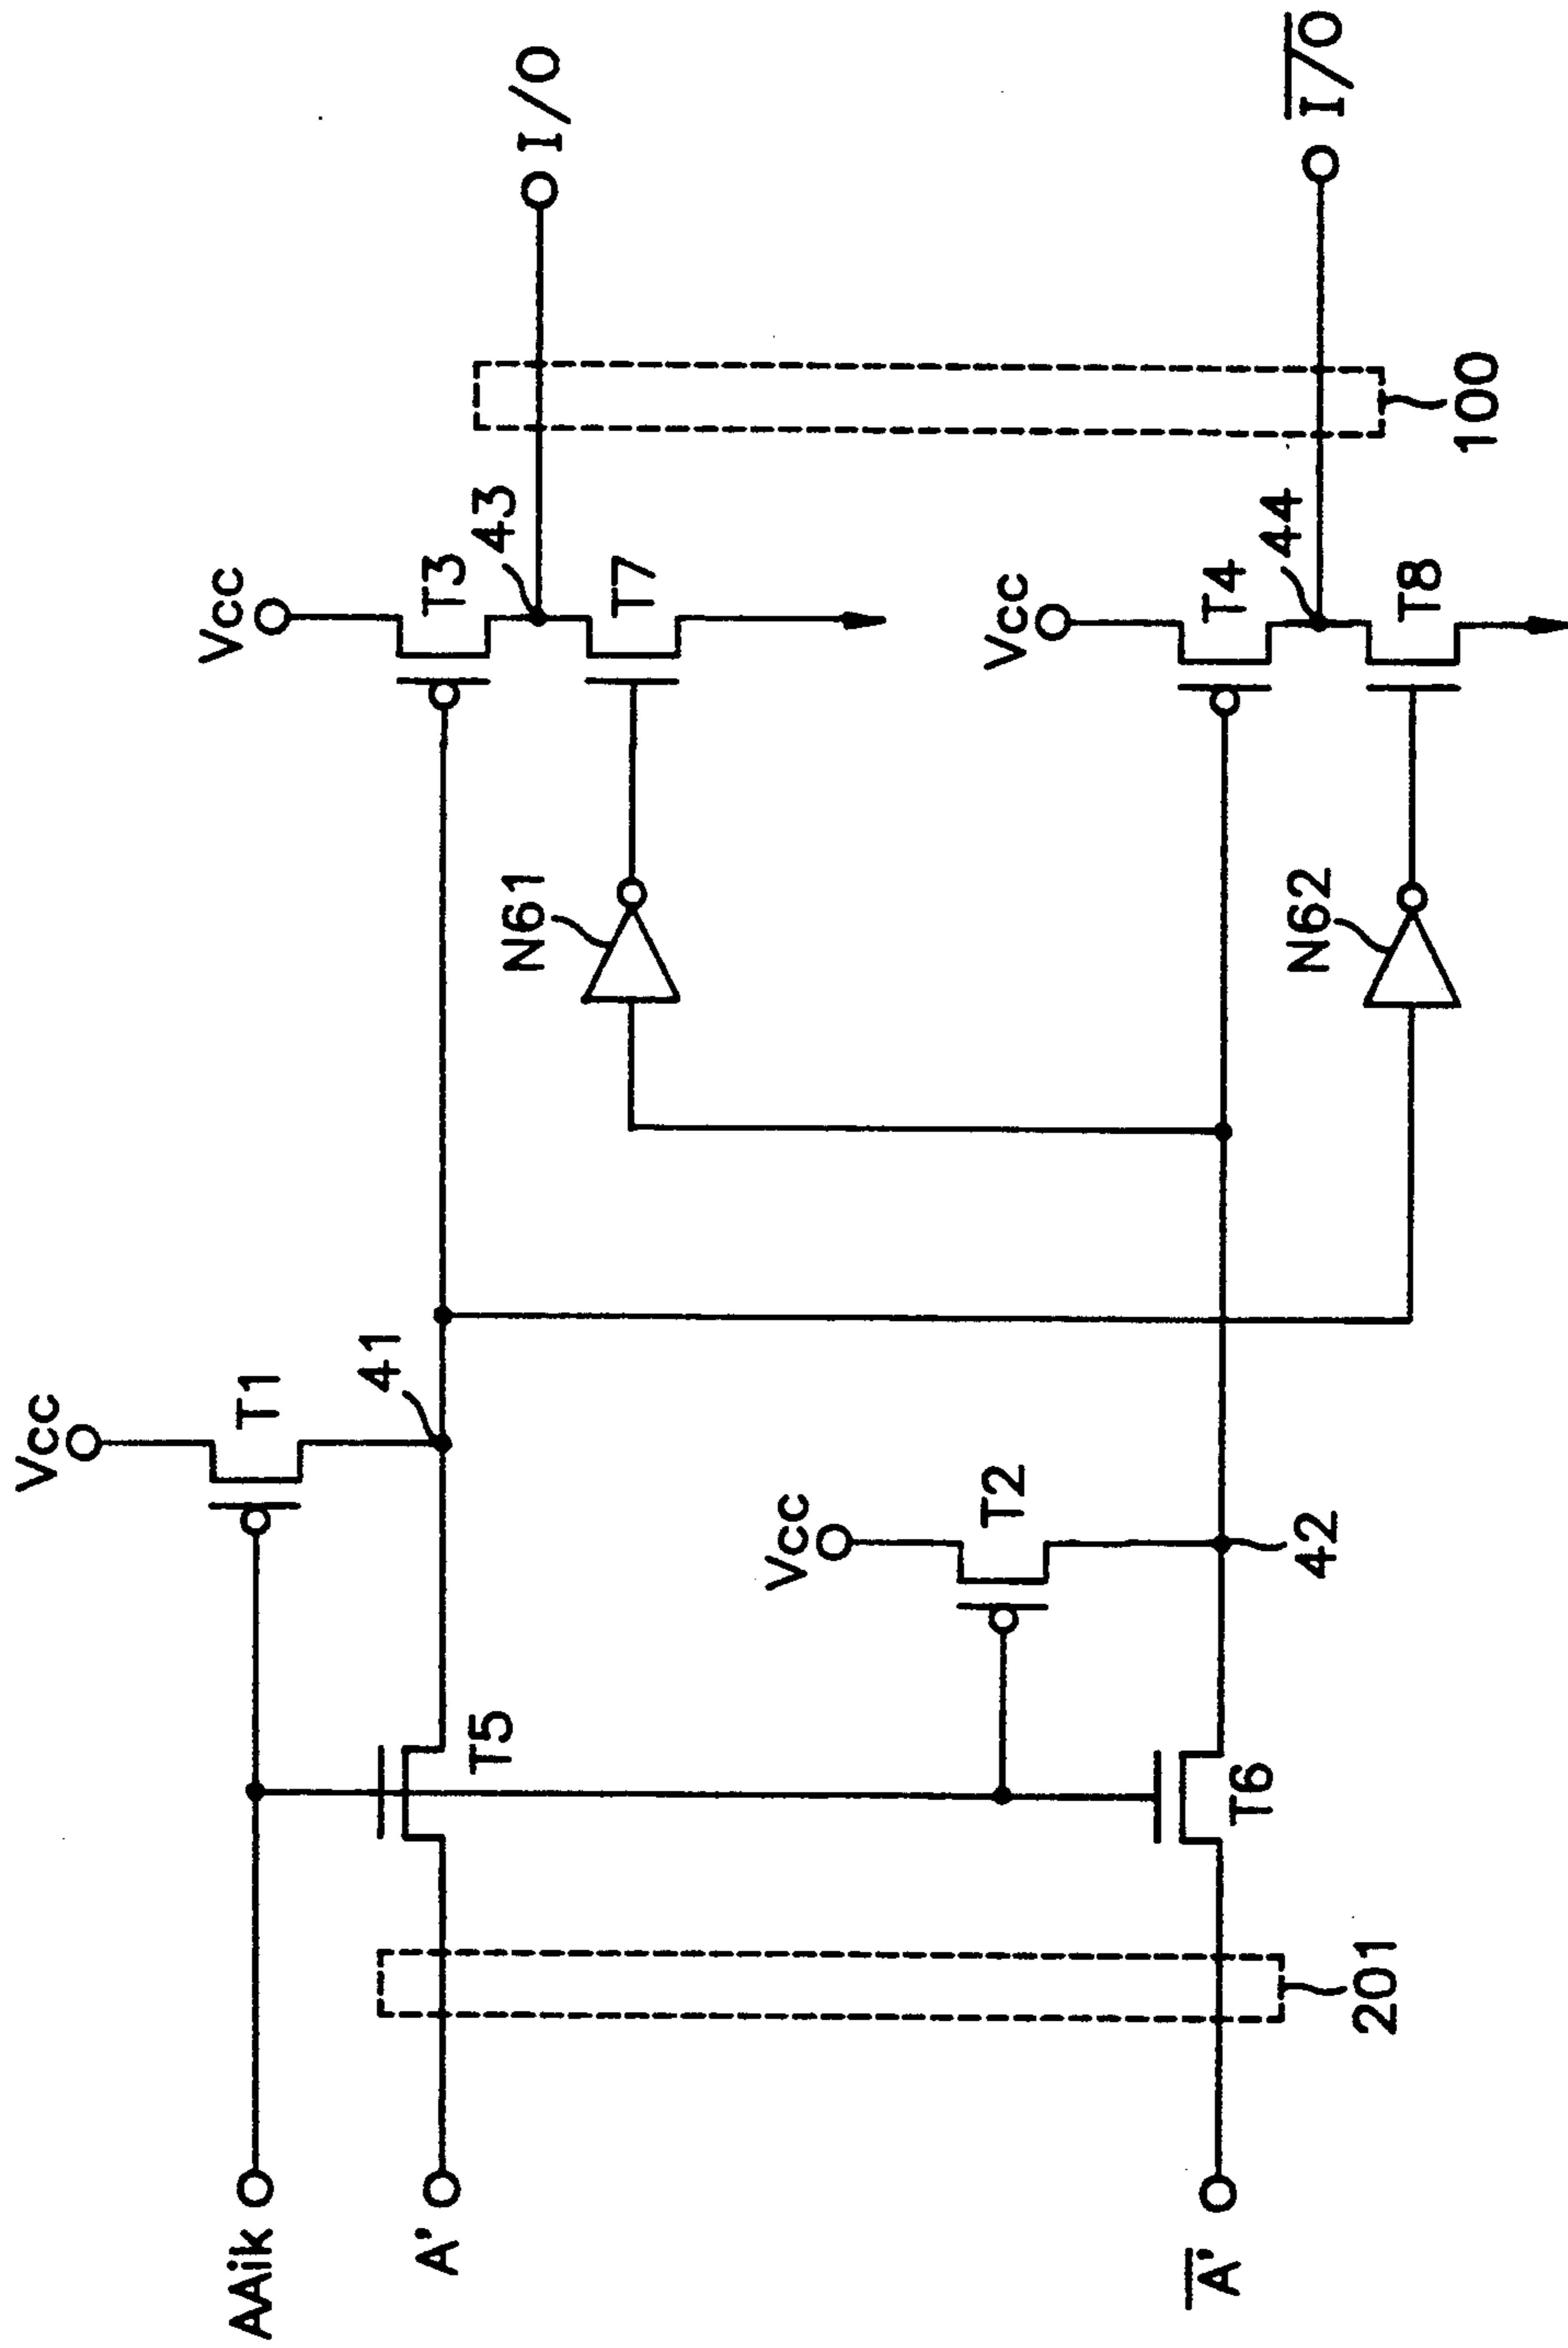 AAik
A'
A'
201
Vcc
T1
41
T5
Vcc
T2
42
T6
N61
N62
Vcc
T3
43
T7
Vcc
T4
44
T8
100
I/O
I/O